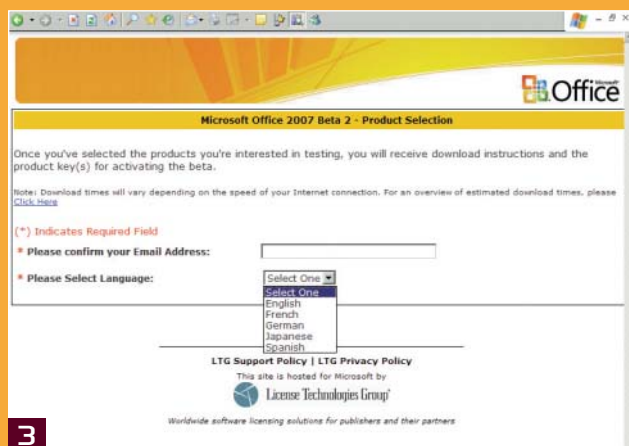 Microsoft
Office
Microsoft Office 2007 Beta 2 - Product Selection
Once you've selected the products you're interested in testing, you will receive download instructions and the
product key(s) for activating the beta.
Note: Download times will vary depending on the speed of your Internet connection. For an overview of estimated download times, please
Click Here
(*) Indicates Required Field
* Please confirm your Email Address:
* Please Select Language:
Select One
Select One
English
French
German
Japanese
Spanish
LTG Support Policy | LTG Privacy Policy
This site is hosted for Microsoft by
License Technologies Group
Worldwide software licensing solutions for publishers and their partners
3